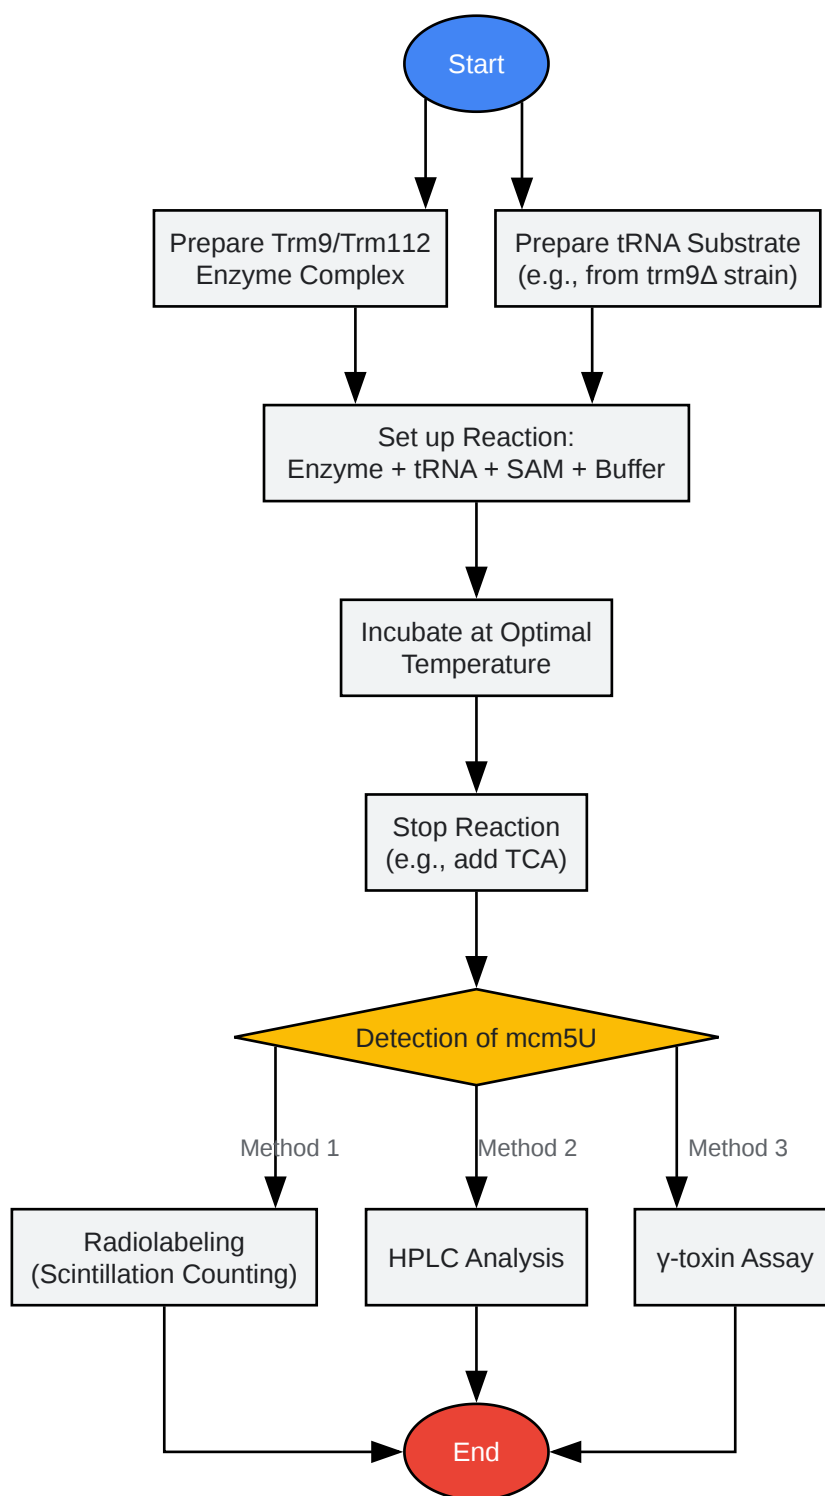 Start
Prepare Trm9/Trm112
Enzyme Complex
Prepare tRNA Substrate
(e.g., from trm9Δ strain)
Set up Reaction:
Enzyme + tRNA + SAM + Buffer
Incubate at Optimal
Temperature
Stop Reaction
(e.g., add TCA)
Detection of mcm5U
Method 1
Method 2
Method 3
Radiolabeling
(Scintillation Counting)
HPLC Analysis
γ-toxin Assay
End